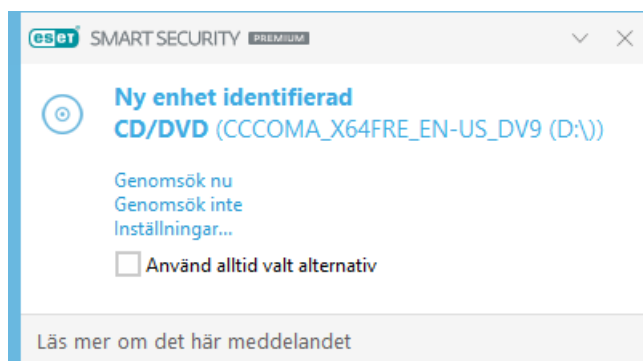 eset SMART SECURITY PREMIUM
Ny enhet identifierad
CD/DVD (CCCOMA_X64FRE_EN-US_DV9 (D:\))
Genomsök nu
Genomsök inte
Inställningar...
Använd alltid valt alternativ
Läs mer om det här meddelandet